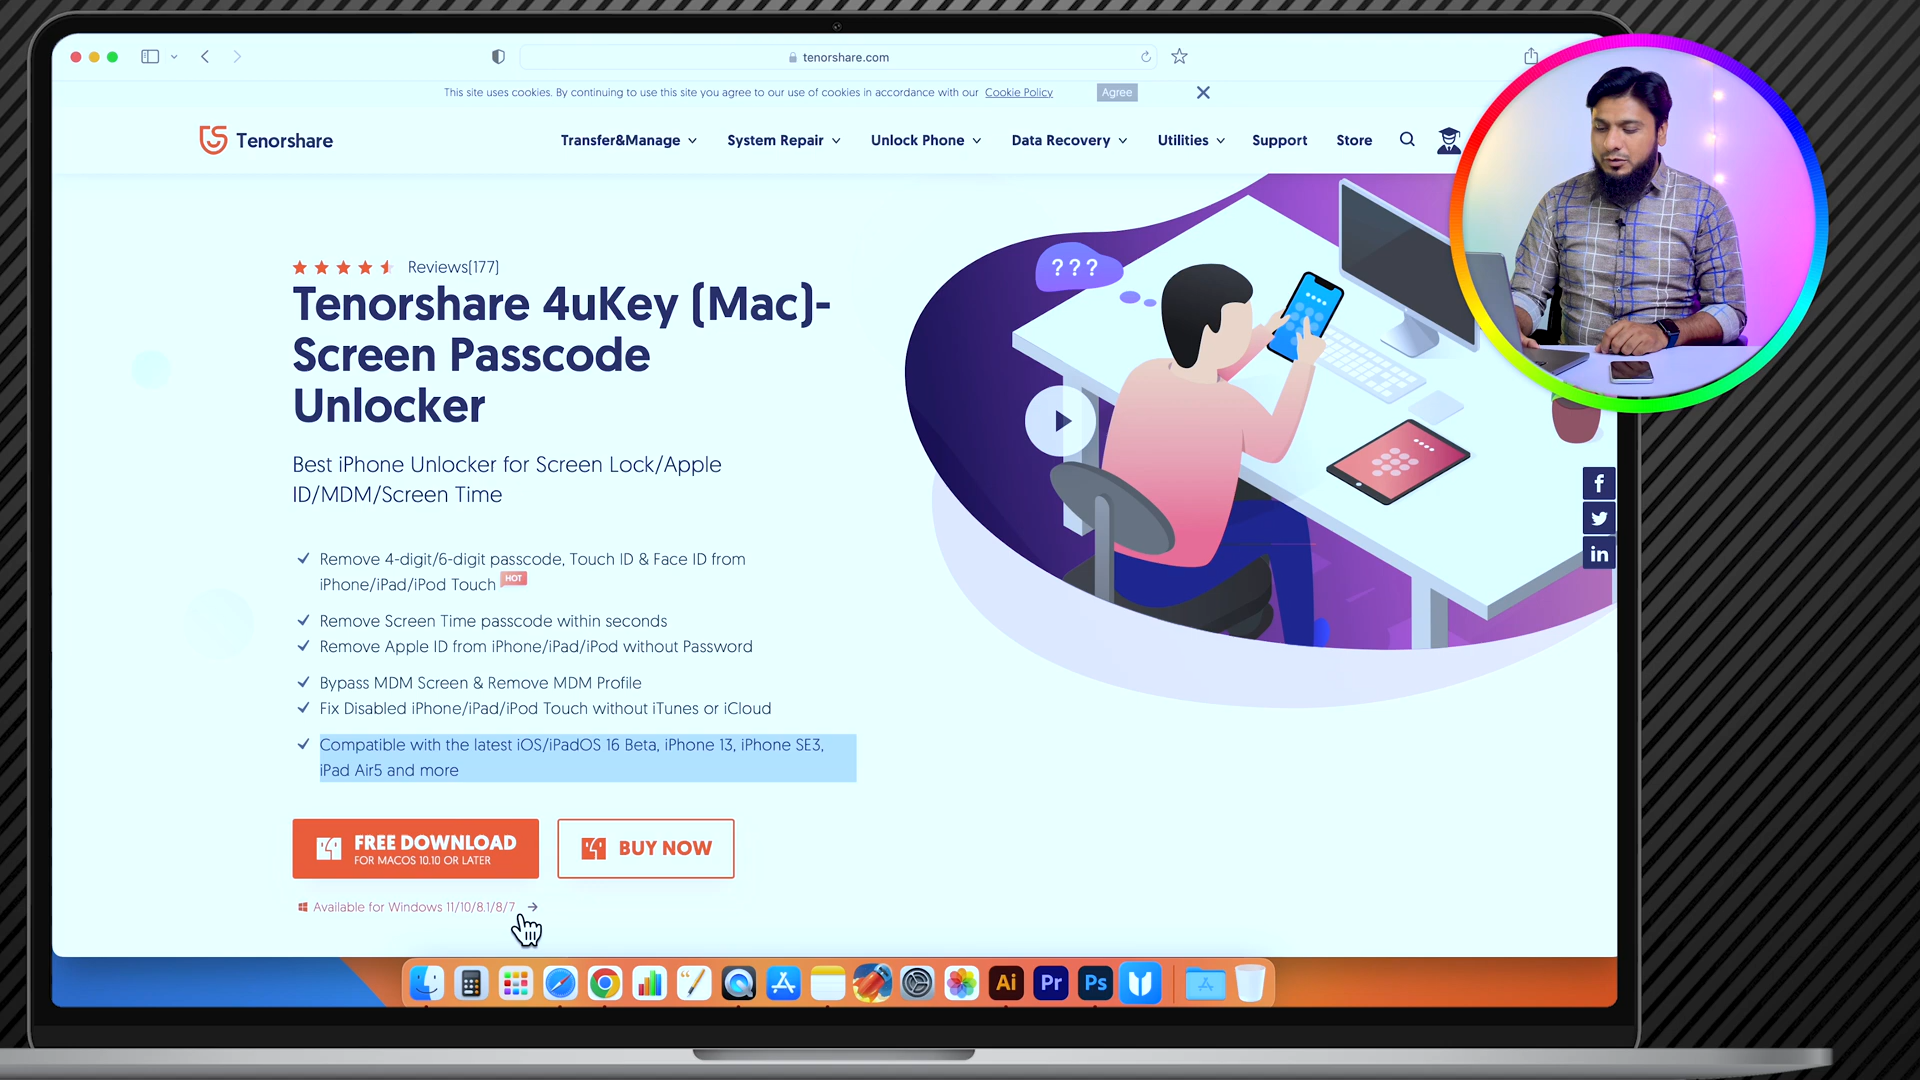 tenorshare.com
This site uses cookies. By continuing to use this site you agree to our use of cookies in accordance with our Cookie Policy
Agree
Tenorshare
Transfer&Manage
System Repair
Unlock Phone
Data Recovery
Utilities
Support
Store
Reviews[177]
Tenorshare 4uKey (Mac)-
Screen Passcode
Unlocker
Best iPhone Unlocker for Screen Lock/Apple
ID/MDM/Screen Time
Remove 4-digit/6-digit passcode, Touch ID & Face ID from
iPhone/iPad/iPod Touch HOT
Remove Screen Time passcode within seconds
Remove Apple ID from iPhone/iPad/iPod without Password
Bypass MDM Screen & Remove MDM Profile
Fix Disabled iPhone/iPad/iPod Touch without iTunes or iCloud
Compatible with the latest iOS/iPadOS 16 Beta, iPhone 13, iPhone SE3,
iPad Air5 and more
FREE DOWNLOAD
FOR MACOS 10.10 OR LATER
BUY NOW
Available for Windows 11/10/8.1/8/7
???
f
in
Ai
Pr
Ps